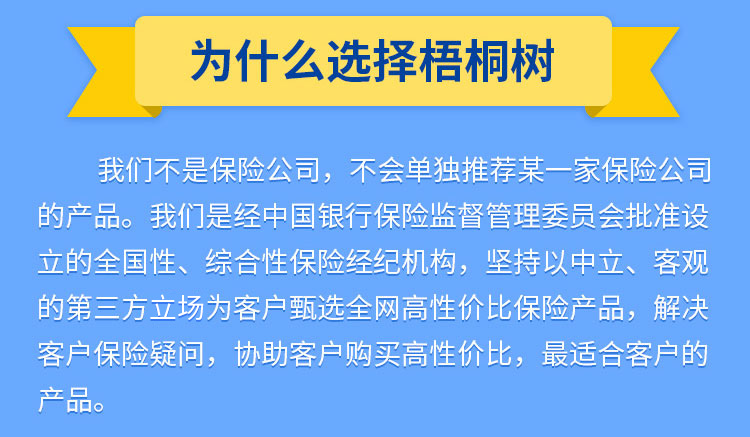 为什么选择梧桐树
我们不是保险公司，不会单独推荐某一家保险公司
的产品。我们是经中国银行保险监督管理委员会批准设
立的全国性、综合性保险经纪机构，坚持以中立、客观
的第三方立场为客户甄选全网高性价比保险产品，解决
客户保险疑问，协助客户购买高性价比，最适合客户的
产品。